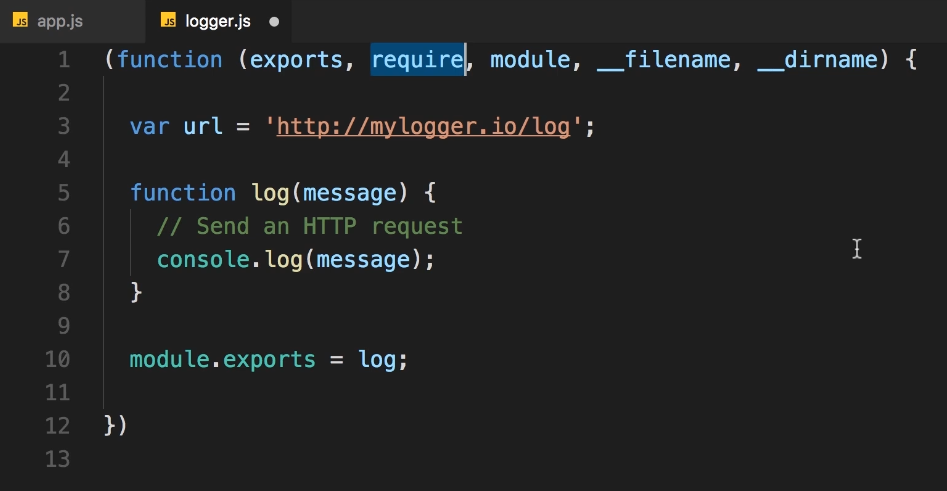 JS app.js JS logger.js
1 (function (exports, require, module, __filename, __dirname) {
2
3 var url = 'http://mylogger.io/log';
4
5 function log(message) {
6 // Send an HTTP request
7 console.log(message);
8 }
9
10 module.exports = log;
11
12 })
13